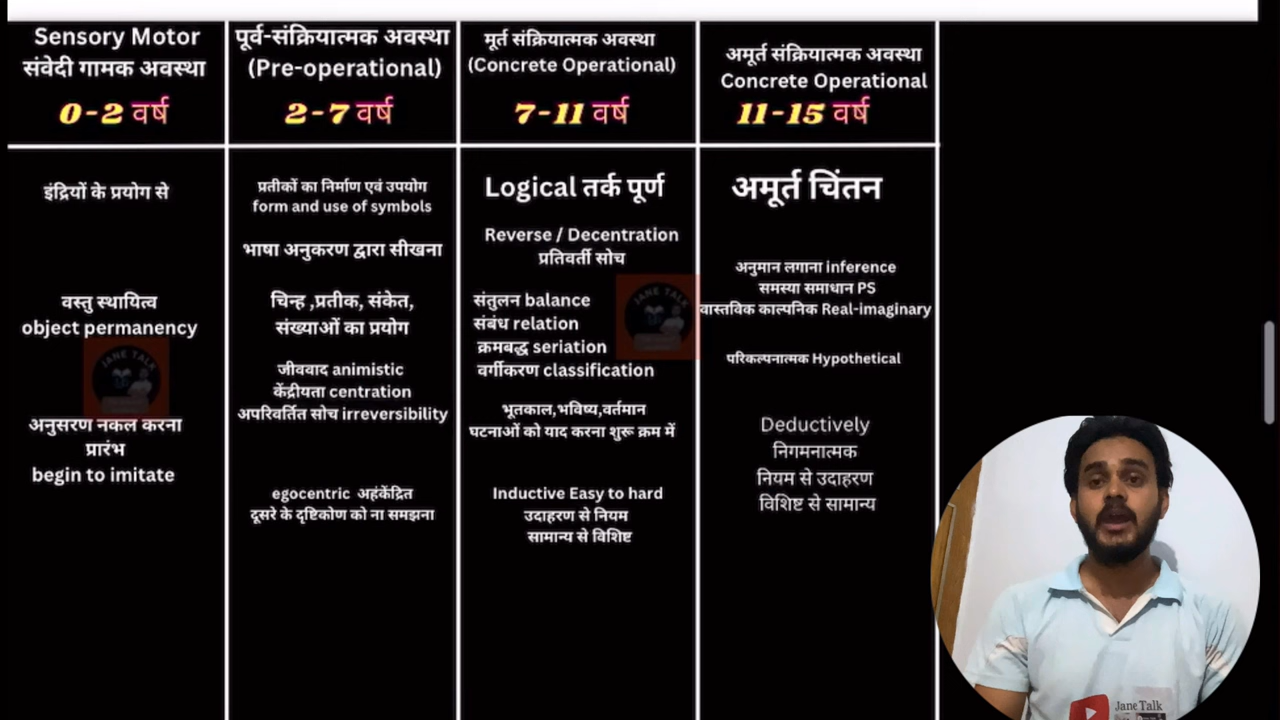 Sensory Motor
संवेदी गामक अवस्था
0-2 वर्ष
इंद्रियों के प्रयोग से
वस्तु स्थायित्व
object permanency
JANE TALK
अनुसरण नकल करना
प्रारंभ
begin to imitate
पूर्व-संक्रियात्मक अवस्था
(Pre-operational)
2-7 वर्ष
प्रतीकों का निर्माण एवं उपयोग
form and use of symbols
भाषा अनुकरण द्वारा सीखना
चिन्ह ,प्रतीक, संकेत,
संख्याओं का प्रयोग
जीववाद animistic
केंद्रीयता centration
अपरिवर्तित सोच irreversibility
egocentric अहंकेंद्रित
दूसरे के दृष्टिकोण को ना समझना
मूर्त संक्रियात्मक अवस्था
(Concrete Operational)
7-11 वर्ष
Logical तर्क पूर्ण
Reverse / Decentration
प्रतिवर्ती सोच
संतुलन balance
संबंध relation
क्रमबद्ध seriation
वर्गीकरण classification
JANE TALK
भूतकाल,भविष्य,वर्तमान
घटनाओं को याद करना शुरू क्रम में
Inductive Easy to hard
उदाहरण से नियम
सामान्य से विशिष्ट
अमूर्त संक्रियात्मक अवस्था
Concrete Operational
11-15 वर्ष
अमूर्त चिंतन
अनुमान लगाना inference
समस्या समाधान PS
वास्तविक काल्पनिक Real-imaginary
परिकल्पनात्मक Hypothetical
Deductively
निगमनात्मक
नियम से उदाहरण
विशिष्ट से सामान्य
Jane Talk